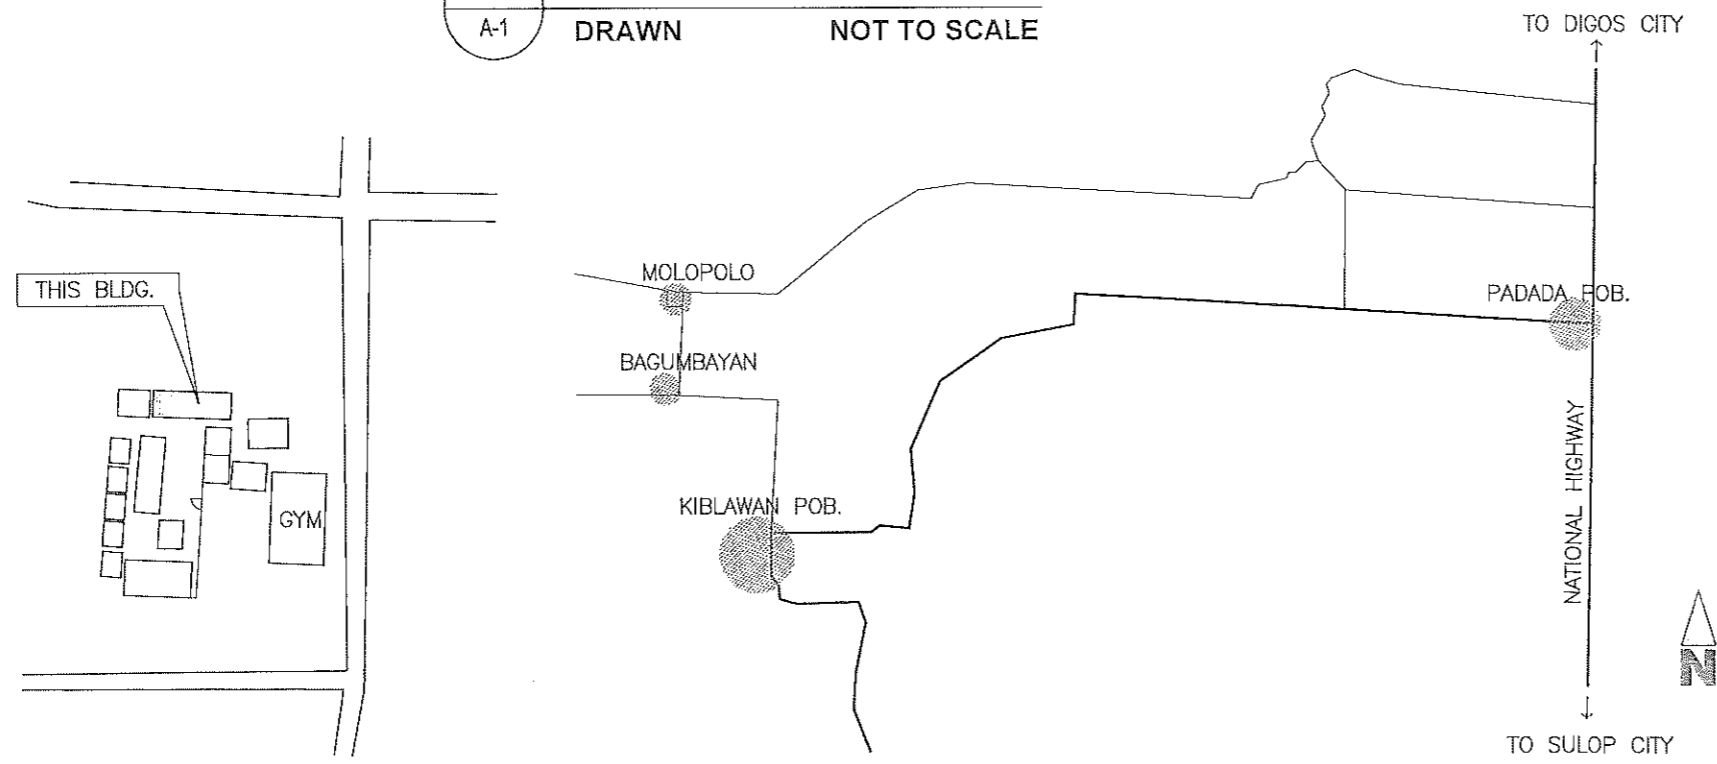 A-1
DRAWN NOT TO SCALE
TO DIGOS CITY
THIS BLDG.
MOLOPOLO
PADADA POB.
BAGUMBAYAN
KIBLAWAN POB.
GYM
NATIONAL HIGHWAY
N
TO SULOP CITY